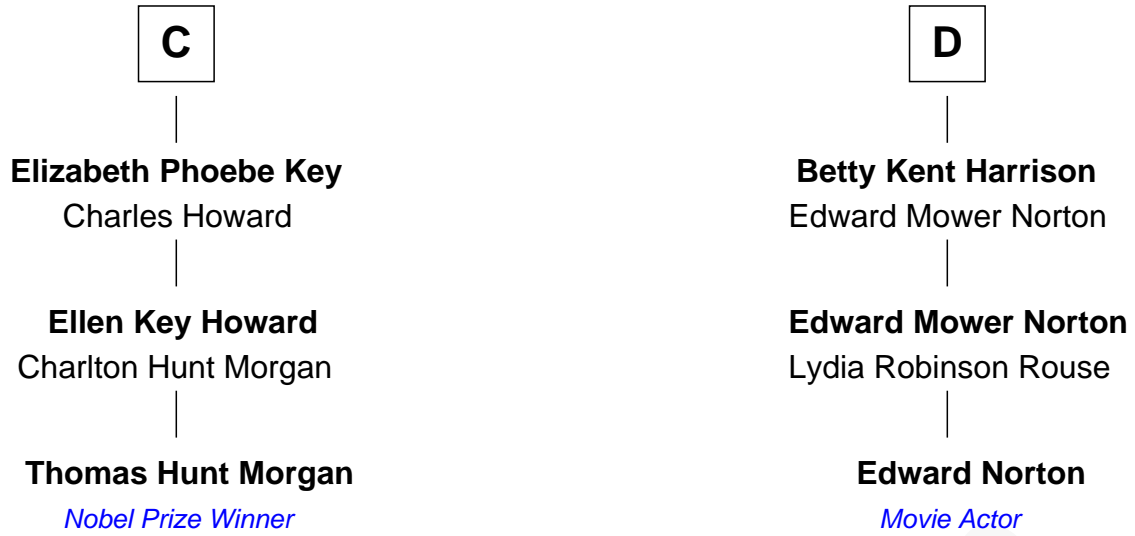 C
Elizabeth Phoebe Key
Charles Howard
Ellen Key Howard
Charlton Hunt Morgan
Thomas Hunt Morgan
Nobel Prize Winner
D
Betty Kent Harrison
Edward Mower Norton
Edward Mower Norton
Lydia Robinson Rouse
Edward Norton
Movie Actor